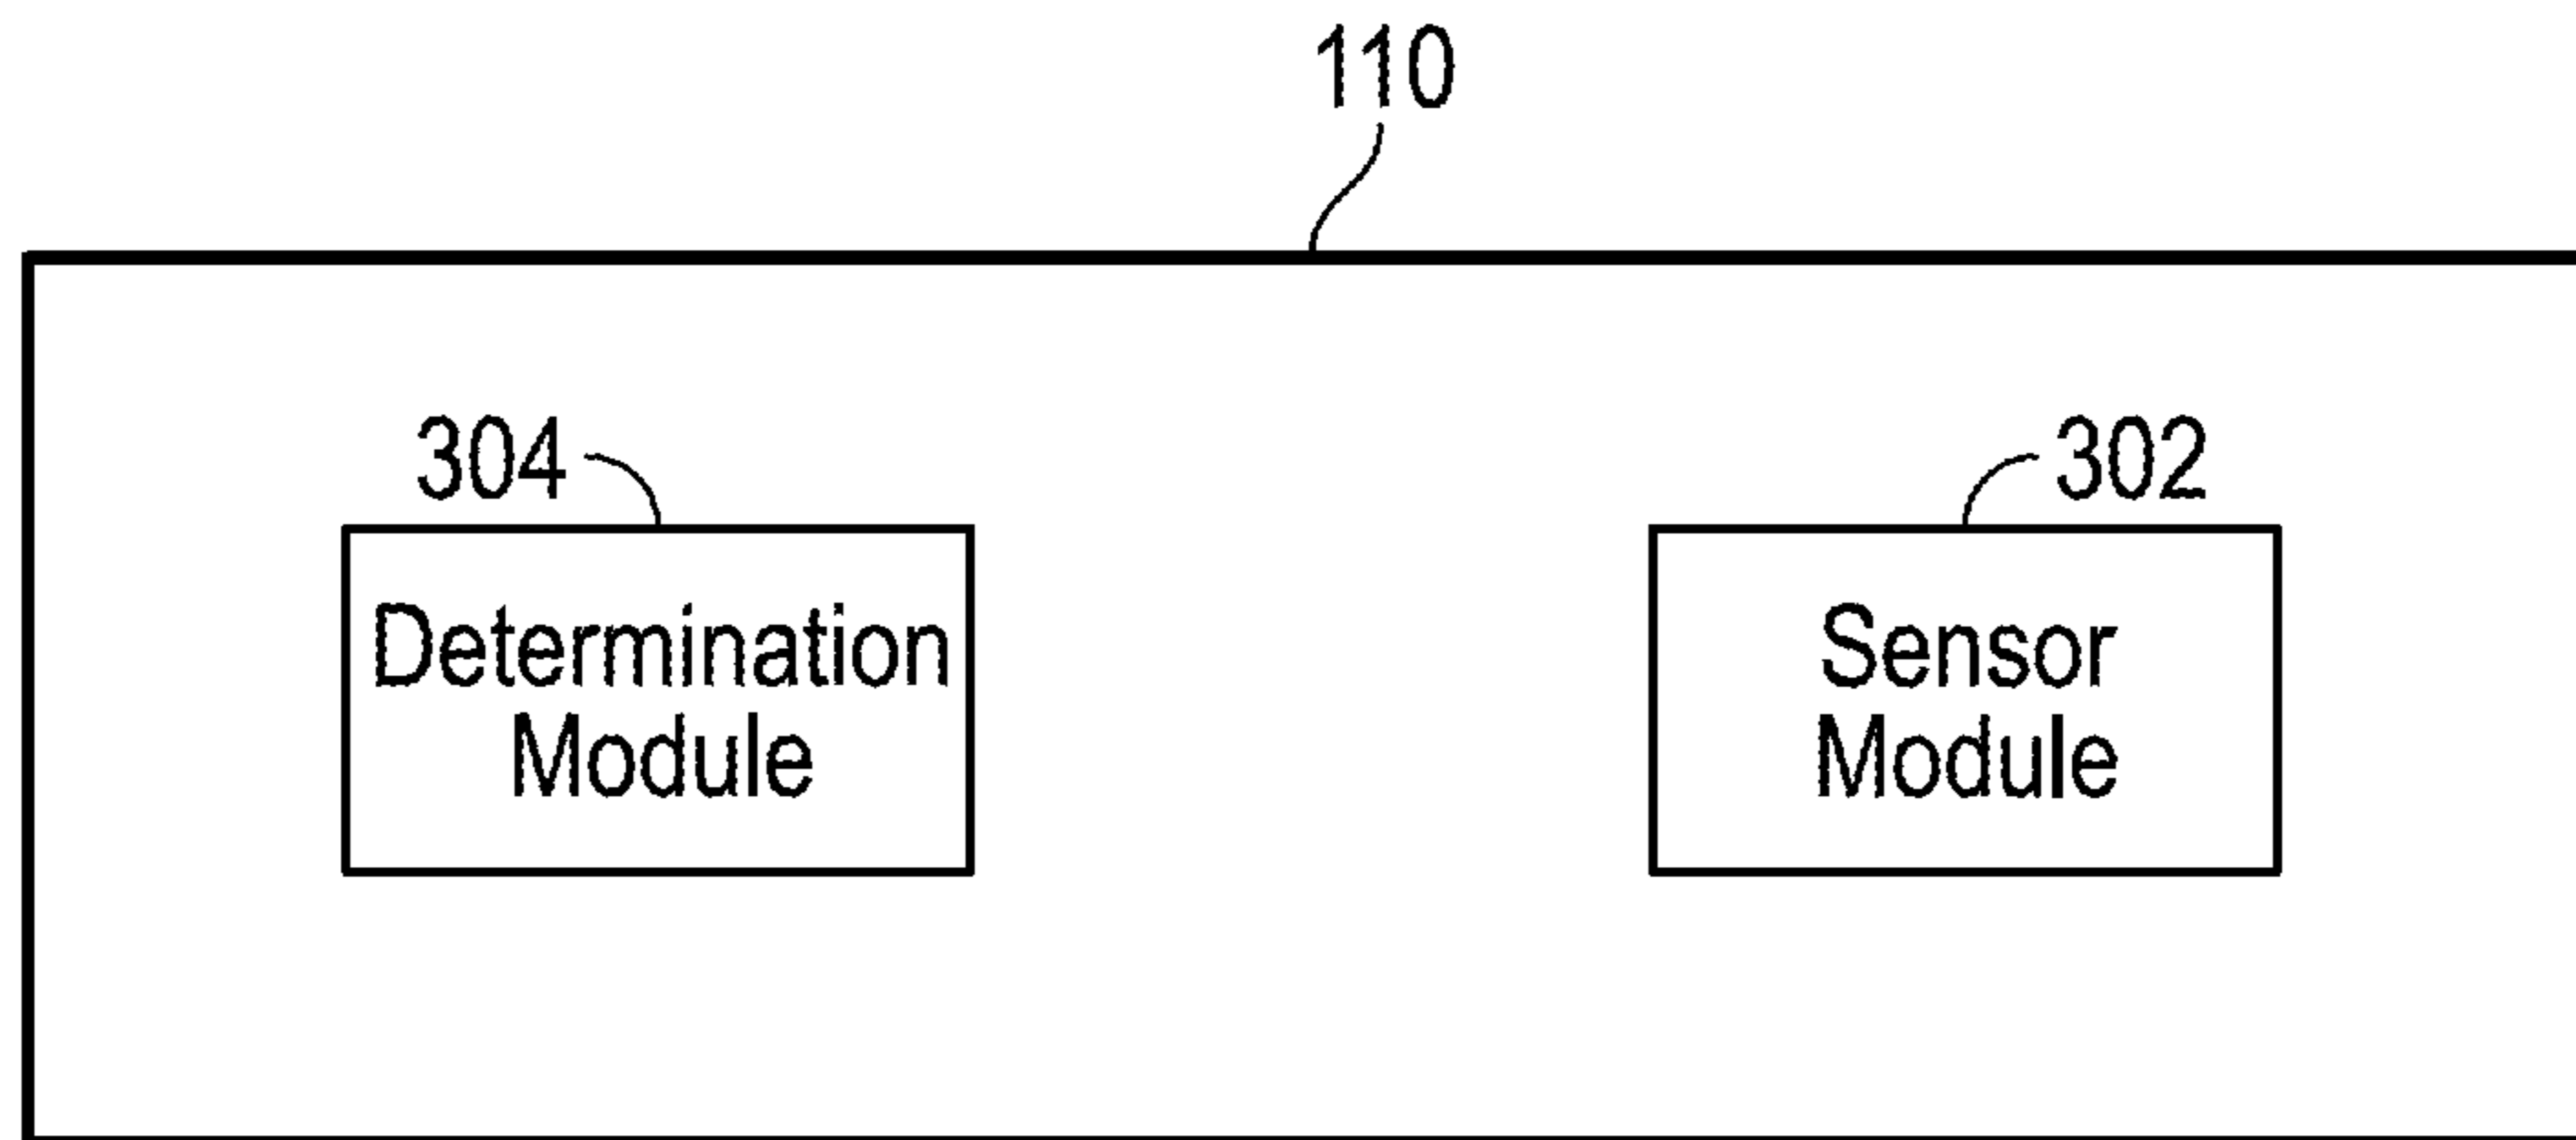 110
304
302
Determination
Module
Sensor
Module